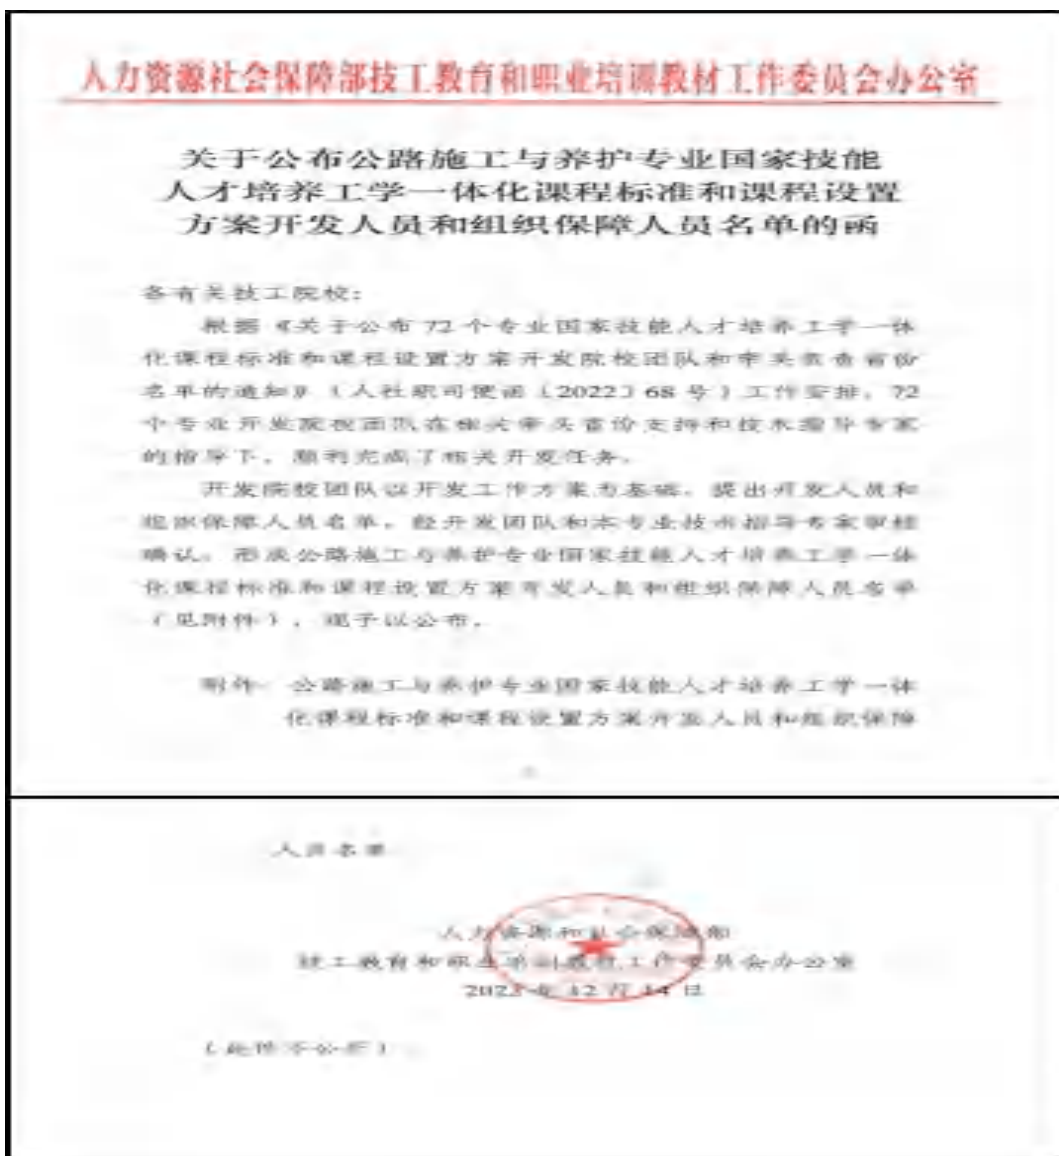 人力资源社会保障部技工教育和职业培训教材工作委员会办公室
关于公布公路施工与养护专业国家技能
人才培养工学一体化课程标准和课程设置
方案开发人员和组织保障人员名单的函
各有关技工院校：
根据《关于公布 72 个专业国家技能人才培养工学一体
化课程标准和课程设置方案开发院校团队和牵头负责省份
名单的通知》（人社职司便函〔2022〕68 号）工作安排，72
个专业开发院校团队在相关牵头省份支持和技术指导专家
的指导下，顺利完成了相关开发任务。
开发院校团队以开发工作方案为基础，提出开发人员和
组织保障人员名单，经开发团队和本专业技术指导专家审核
确认，形成公路施工与养护专业国家技能人才培养工学一体
化课程标准和课程设置方案开发人员和组织保障人员名单
（见附件），现予以公布。
附件：公路施工与养护专业国家技能人才培养工学一体
化课程标准和课程设置方案开发人员和组织保障
人员名单
人力资源和社会保障部
技工教育和职业培训教材工作委员会办公室
年 12 月 14 日
（此件不公开）